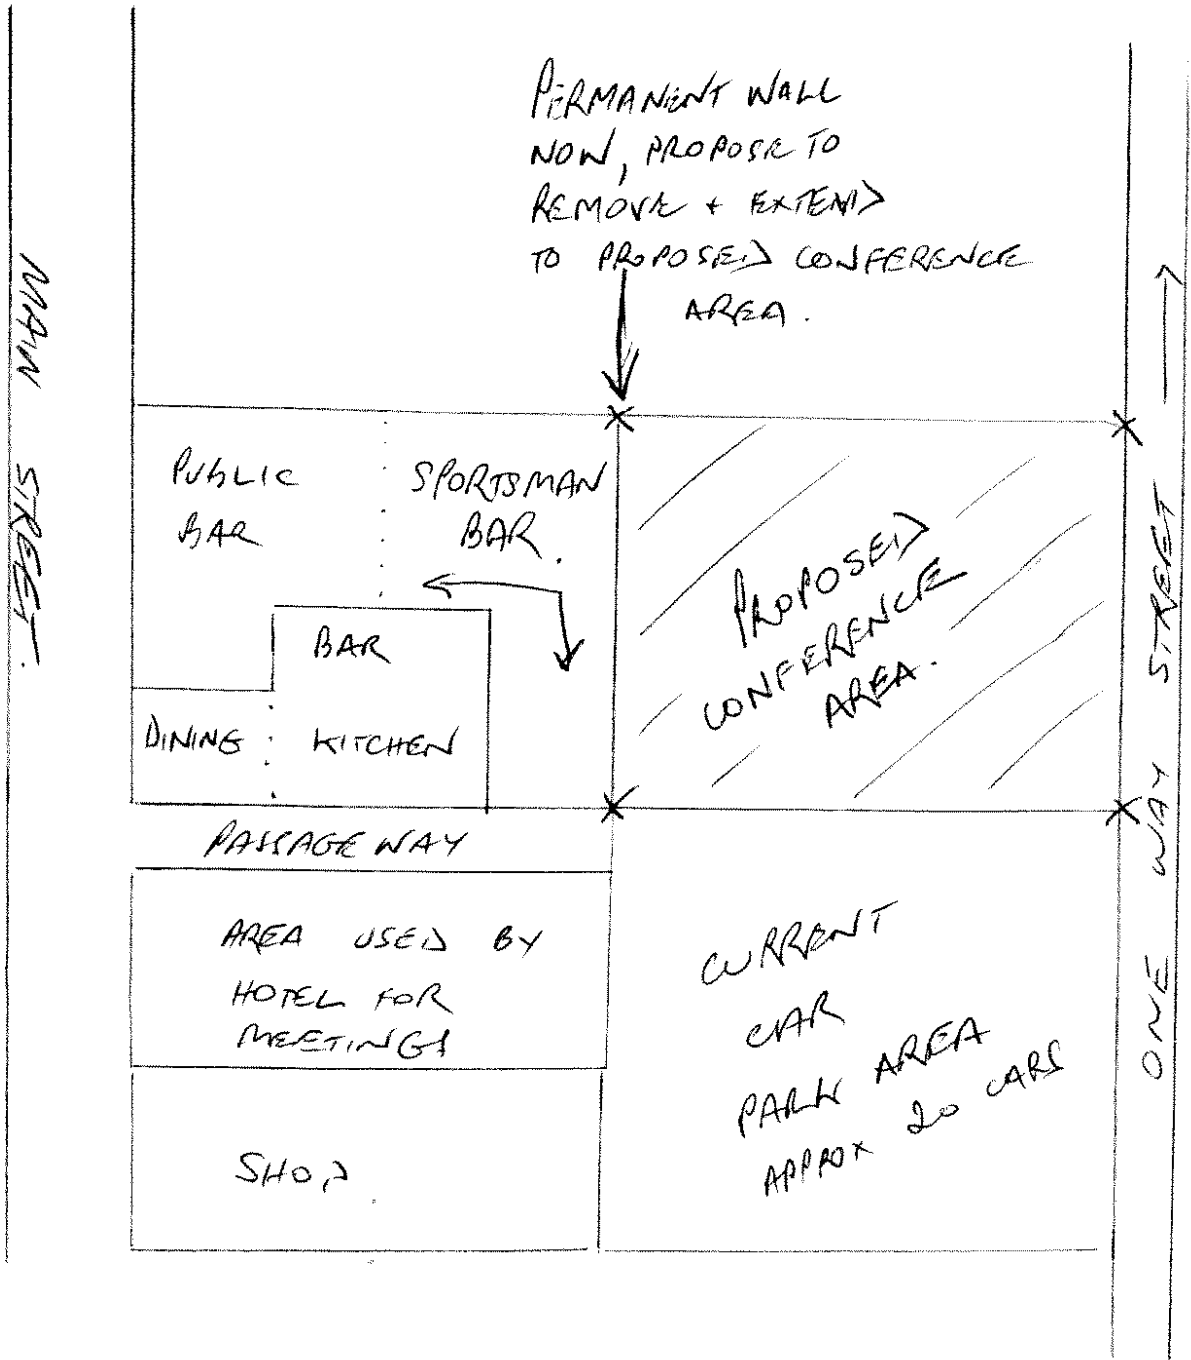 PERMANENT WALL
NOW, PROPOSE TO
REMOVE + EXTEND
TO PROPOSED CONFERENCE
AREA.
MAIN STREET.
PUBLIC
BAR
SPORTSMAN
BAR.
BAR
DINING
KITCHEN
PROPOSED
CONFERENCE
AREA.
ONE WAY STREET
PASSAGE WAY
AREA USED BY
HOTEL FOR
MEETINGS
SHOP
CURRENT
CAR
PARK AREA
APPROX 20 CARS